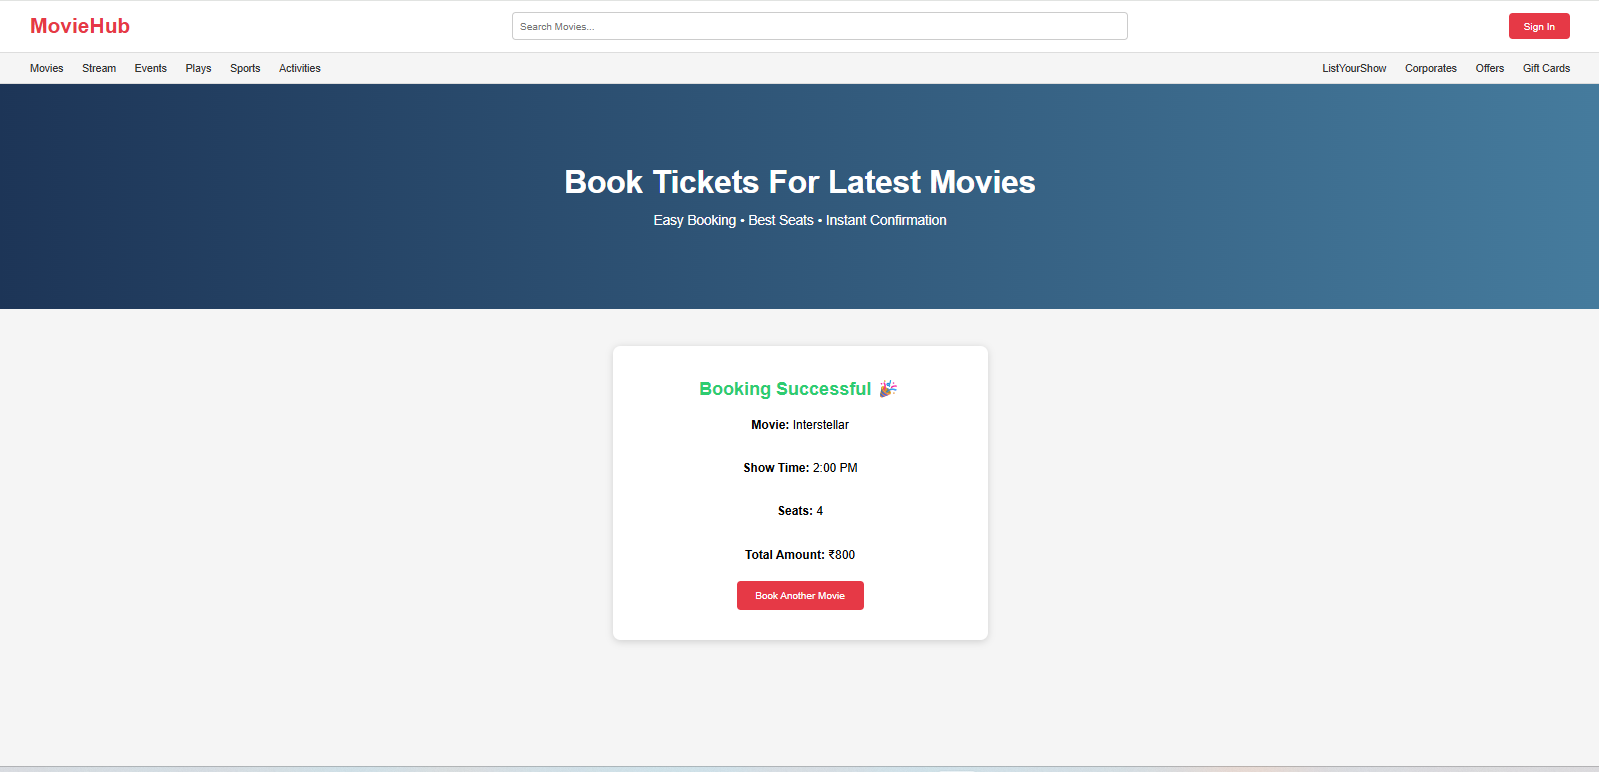 MovieHub
Search Movies...
Sign In
Movies Stream Events Plays Sports Activities
ListYourShow Corporates Offers Gift Cards
Book Tickets For Latest Movies
Easy Booking • Best Seats • Instant Confirmation
Booking Successful 🎉
Movie: Interstellar
Show Time: 2:00 PM
Seats: 4
Total Amount: ₹800
Book Another Movie